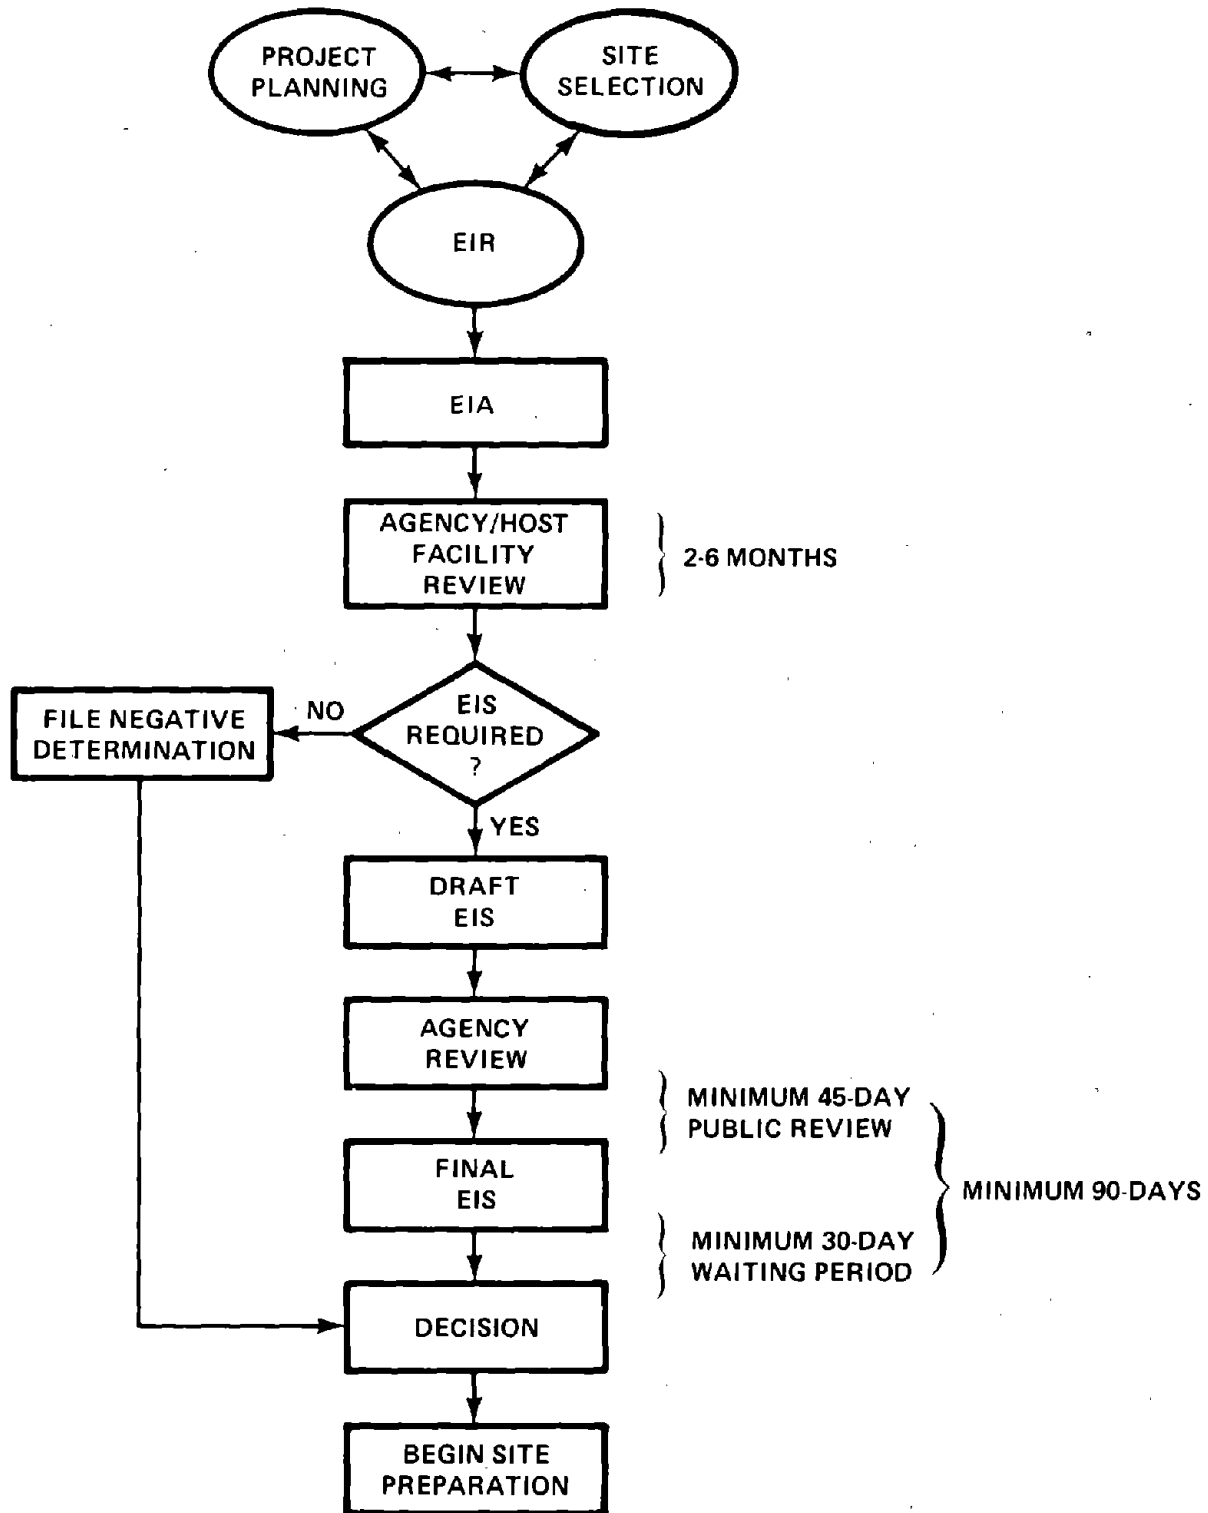 PROJECT
PLANNING
SITE
SELECTION
EIR
EIA
AGENCY/HOST
FACILITY
REVIEW
2-6 MONTHS
EIS
REQUIRED
?
NO
FILE NEGATIVE
DETERMINATION
YES
DRAFT
EIS
AGENCY
REVIEW
MINIMUM 45-DAY
PUBLIC REVIEW
FINAL
EIS
MINIMUM 90-DAYS
MINIMUM 30-DAY
WAITING PERIOD
DECISION
BEGIN SITE
PREPARATION